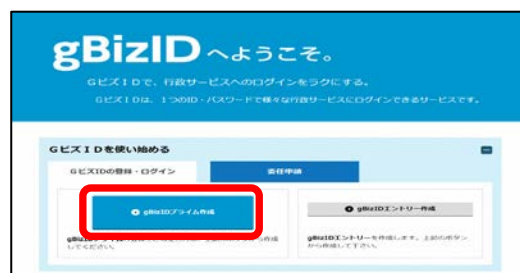 gBizIDへようこそ。
GビズIDで、行政サービスへのログインをラクにする。
GビズIDは、1つのID・パスワードで様々な行政サービスにログインできるサービスです。
GビズIDを使い始める
GビズIDの登録・ログイン
委任申請
gBizIDプライム作成
gBizIDエントリー作成
gBizIDエントリーを作成します。上記のボタン
から作成して下さい。
してください。